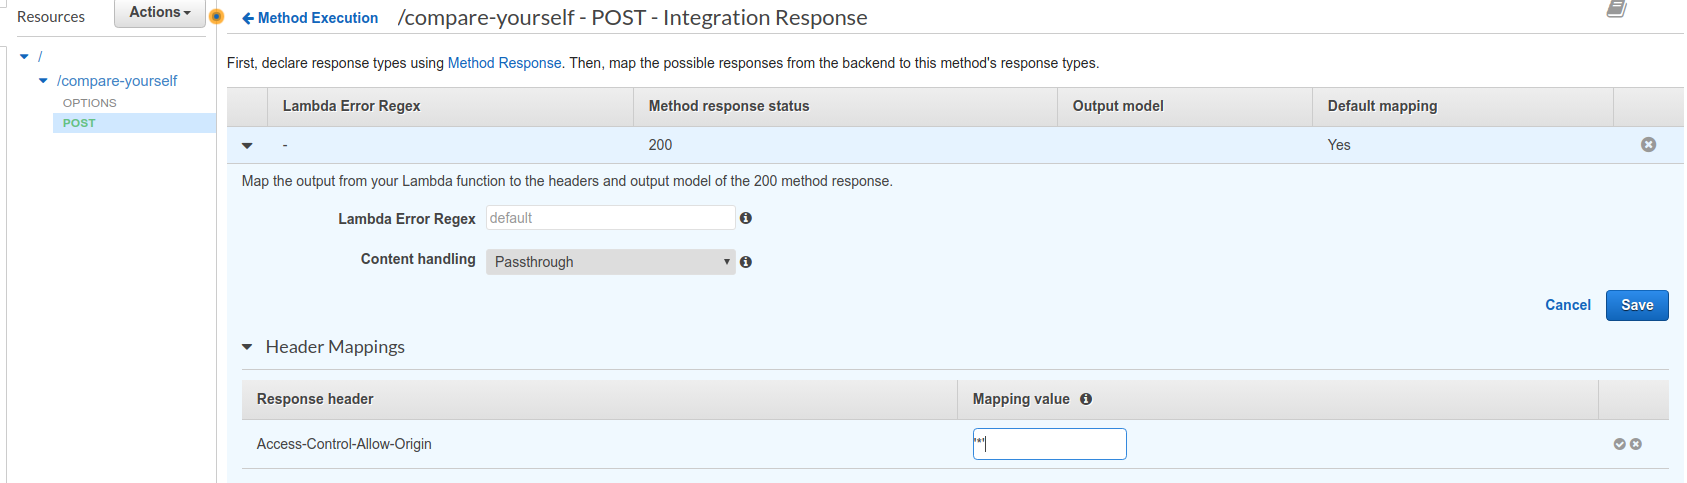 Resources
Actions
/
/compare-yourself
OPTIONS
POST
Method Execution /compare-yourself - POST - Integration Response
First, declare response types using Method Response. Then, map the possible responses from the backend to this method's response types.
Lambda Error Regex Method response status Output model Default mapping
- 200 Yes
Map the output from your Lambda function to the headers and output model of the 200 method response.
Lambda Error Regex default
Content handling Passthrough
Cancel Save
Header Mappings
Response header Mapping value
Access-Control-Allow-Origin '*'